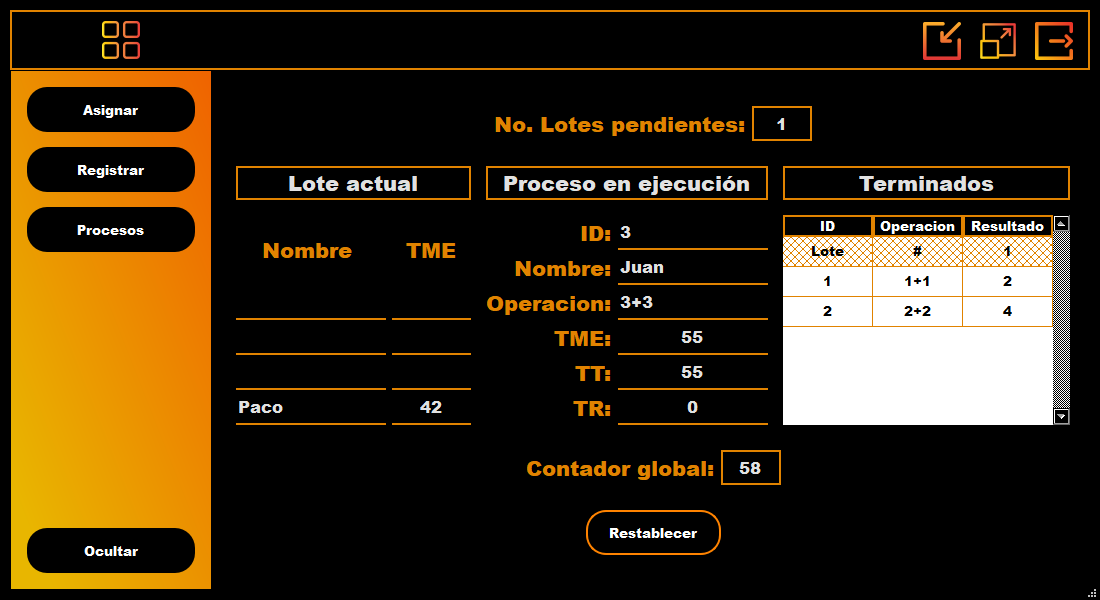 Asignar
Registrar
Procesos
Ocultar
No. Lotes pendientes: 1
Lote actual
Nombre TME
Paco 42
Proceso en ejecución
ID: 3
Nombre: Juan
Operacion: 3+3
TME: 55
TT: 55
TR: 0
Terminados
ID Operacion Resultado
Lote # 1
1 1+1 2
2 2+2 4
Contador global: 58
Restablecer